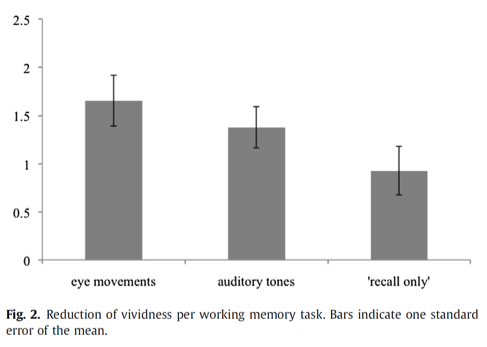 2.5
2
1.5
1
0.5
0
eye movements auditory tones 'recall only'
Fig. 2. Reduction of vividness per working memory task. Bars indicate one standard
error of the mean.